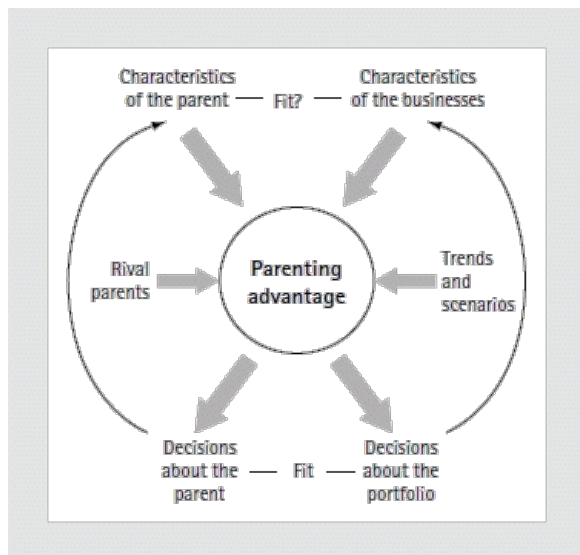 Characteristics
of the parent
Fit?
Characteristics
of the businesses
Rival
parents
Parenting
advantage
Trends
and
scenarios
Decisions
about the
parent
Fit
Decisions
about the
portfolio